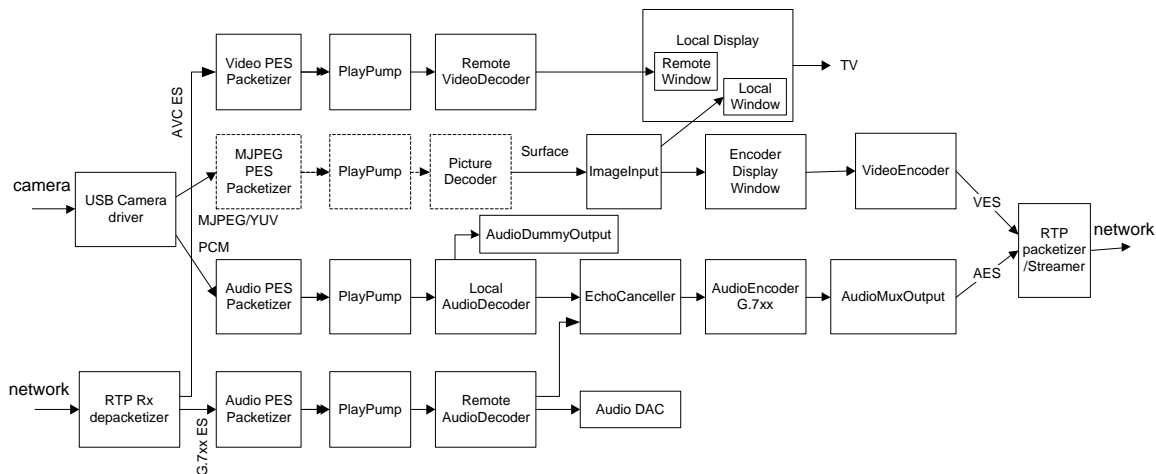 Video PES
Packetizer
PlayPump
Remote
VideoDecoder
Local Display
Remote
Window
Local
Window
TV
AVC ES
MJPEG
PES
Packetizer
PlayPump
Picture
Decoder
Surface
ImageInput
Encoder
Display
Window
VideoEncoder
camera
USB Camera
driver
MJPEG/YUV
PCM
AudioDummyOutput
VES
RTP
packetizer
/Streamer
network
Audio PES
Packetizer
PlayPump
Local
AudioDecoder
EchoCanceller
AudioEncoder
G.7xx
AudioMuxOutput
AES
network
RTP Rx
depacketizer
G.7xx ES
Audio PES
Packetizer
PlayPump
Remote
AudioDecoder
Audio DAC